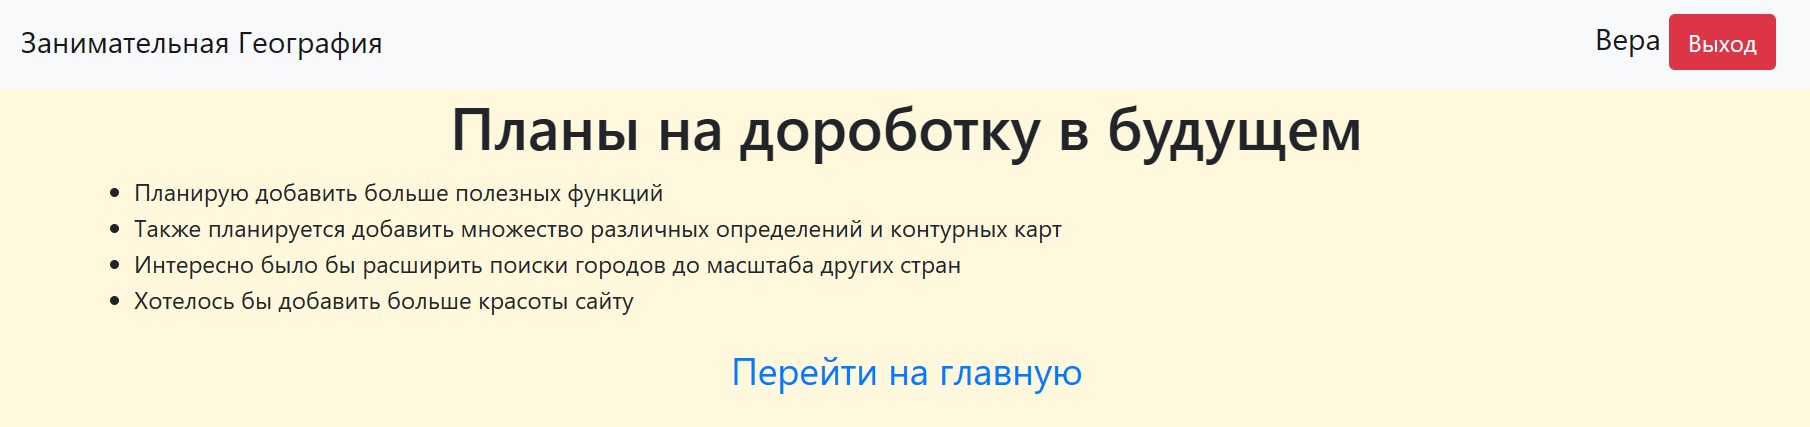 Занимательная География
Вера Выход
Планы на дороботку в будущем
Планирую добавить больше полезных функций
Также планируется добавить множество различных определений и контурных карт
Интересно было бы расширить поиски городов до масштаба других стран
Хотелось бы добавить больше красоты сайту
Перейти на главную